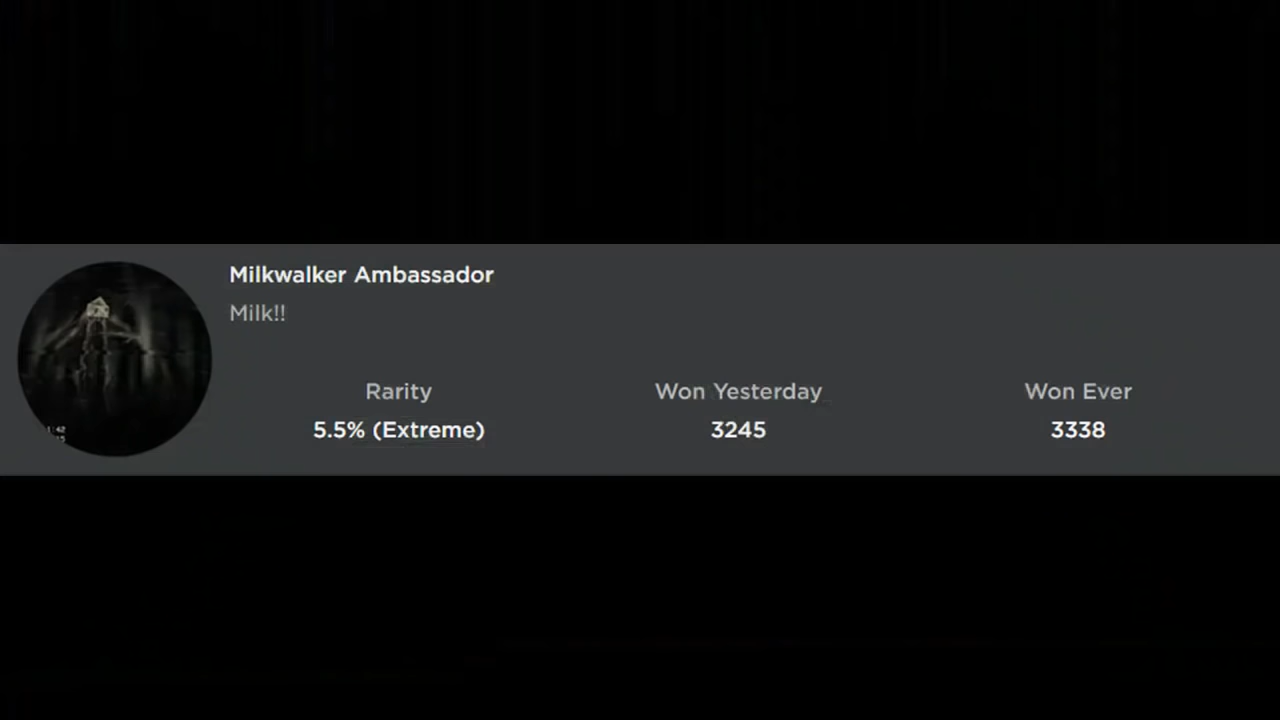 Milkwalker Ambassador
Milk!!
Rarity Won Yesterday Won Ever
5.5% (Extreme) 3245 3338